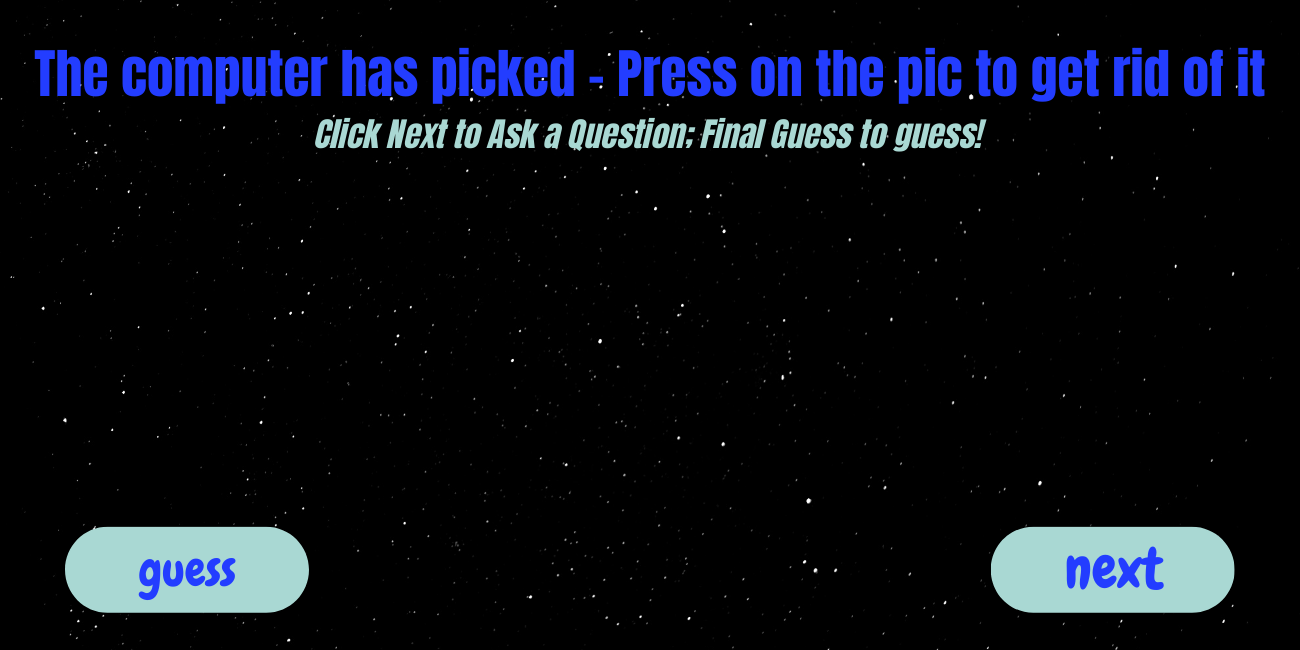 The computer has picked - Press on the pic to get rid of it
Click Next to Ask a Question; Final Guess to guess!
guess
next